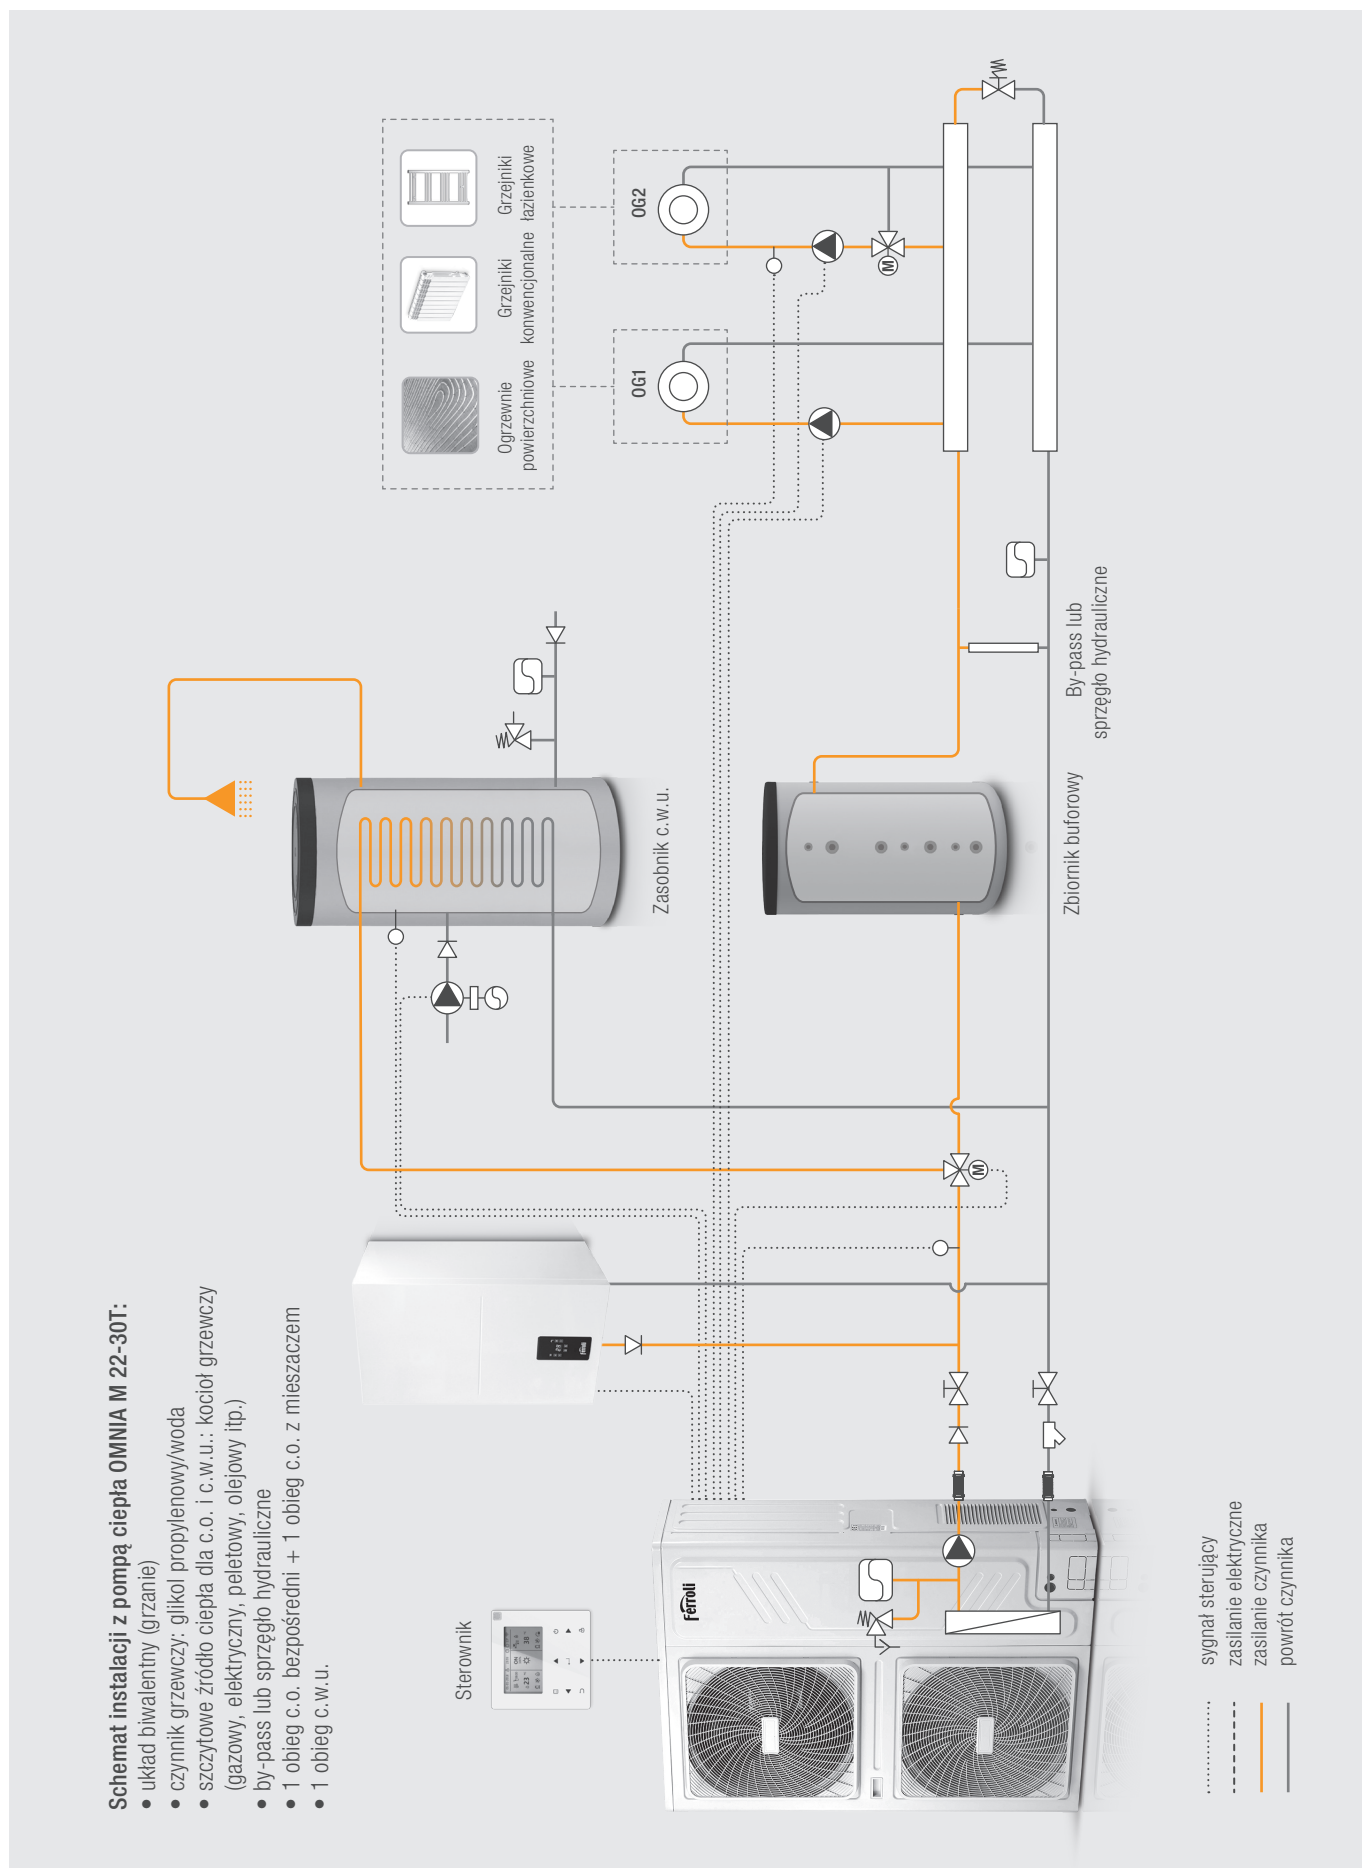 Schemat instalacji z pompą ciepła OMNIA M 22-30T:
• układ biwalentny (grzanie)
• czynnik grzewczy: glikol propylenowy/woda
• szczytowe źródło ciepła dla c.o. i c.w.u.: kocioł grzewczy
(gazowy, elektryczny, peletowy, olejowy itp.)
• by-pass lub sprzęgło hydrauliczne
• 1 obieg c.o. bezpośredni + 1 obieg c.o. z mieszaczem
• 1 obieg c.w.u.
Ogrzewnie
powierzchniowe
Grzejniki
konwencjonalne
Grzejniki
łazienkowe
OG1
OG2
M
Sterownik
Zasobnik c.w.u.
Ferroli
M
Zbiornik buforowy
By-pass lub
sprzęgło hydrauliczne
sygnał sterujący
zasilanie elektryczne
zasilanie czynnika
powrót czynnika